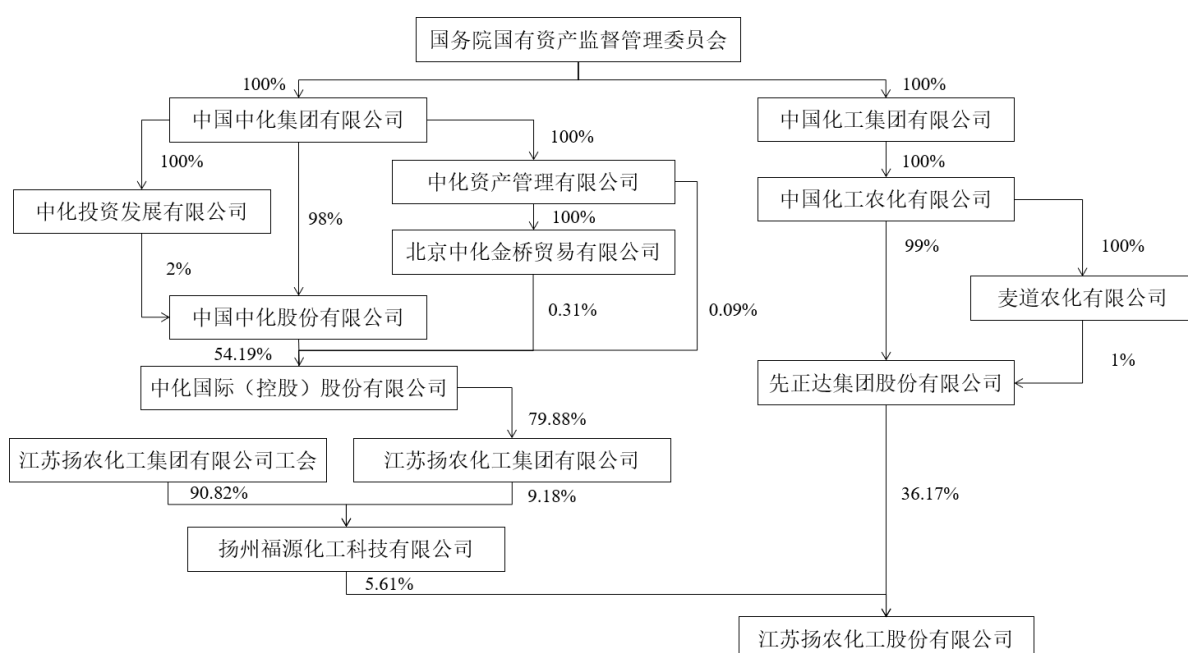 国务院国有资产监督管理委员会
100%
100%
中国中化集团有限公司
中国化工集团有限公司
100%
100%
100%
中化资产管理有限公司
中国化工农化有限公司
中化投资发展有限公司
98%
100%
99%
100%
北京中化金桥贸易有限公司
2%
麦道农化有限公司
中国中化股份有限公司
0.31%
0.09%
54.19%
1%
中化国际（控股）股份有限公司
先正达集团股份有限公司
79.88%
江苏扬农化工集团有限公司工会
江苏扬农化工集团有限公司
90.82%
9.18%
36.17%
扬州福源化工科技有限公司
5.61%
江苏扬农化工股份有限公司